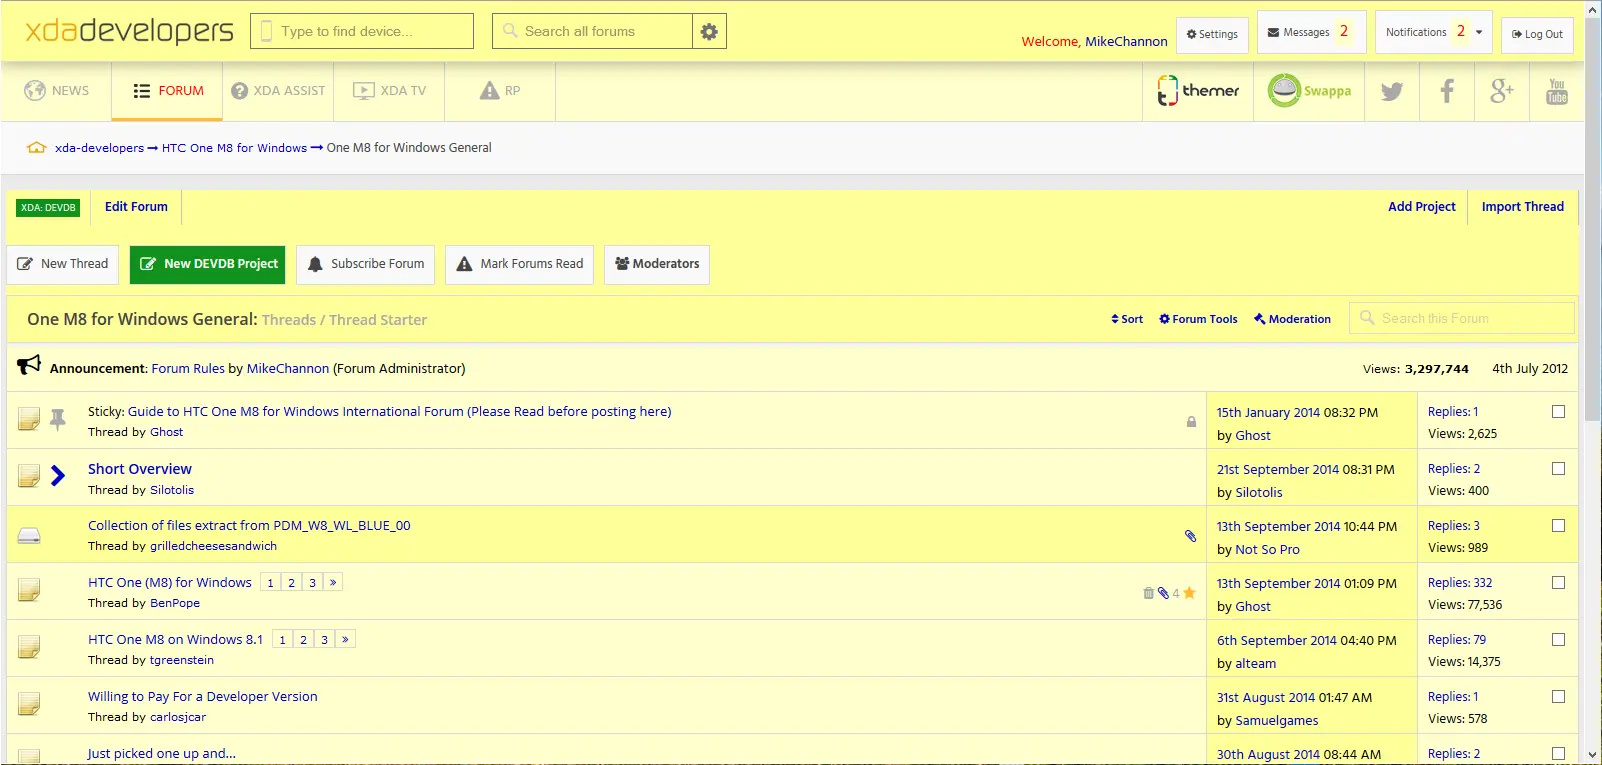 xdadevelopers Type to find device... Search all forums Welcome, MikeChannon Settings Messages 2 Notifications 2 Log Out
NEWS FORUM XDA ASSIST XDA TV RP themer Swappa You Tube
xda-developers HTC One M8 for Windows One M8 for Windows General
XDA: DEVDB Edit Forum Add Project Import Thread
New Thread New DEVDB Project Subscribe Forum Mark Forums Read Moderators
One M8 for Windows General: Threads / Thread Starter Sort Forum Tools Moderation Search this Forum
Announcement: Forum Rules by MikeChannon (Forum Administrator) Views: 3,297,744 4th July 2012
Sticky: Guide to HTC One M8 for Windows International Forum (Please Read before posting here) 15th January 2014 08:32 PM Replies: 1
Thread by Ghost by Ghost Views: 2,625
Short Overview 21st September 2014 08:31 PM Replies: 2
Thread by Silotolis by Silotolis Views: 400
Collection of files extract from PDM_W8_WL_BLUE_00 13th September 2014 10:44 PM Replies: 3
Thread by grilledcheesesandwich by Not So Pro Views: 989
HTC One (M8) for Windows 1 2 3 » 4 13th September 2014 01:09 PM Replies: 332
Thread by BenPope by Ghost Views: 77,536
HTC One M8 on Windows 8.1 1 2 3 » 6th September 2014 04:40 PM Replies: 79
Thread by tgreenstein by alteam Views: 14,375
Willing to Pay For a Developer Version 31st August 2014 01:47 AM Replies: 1
Thread by carlosjcar by Samuelgames Views: 578
Just picked one up and... 30th August 2014 08:44 AM Replies: 2